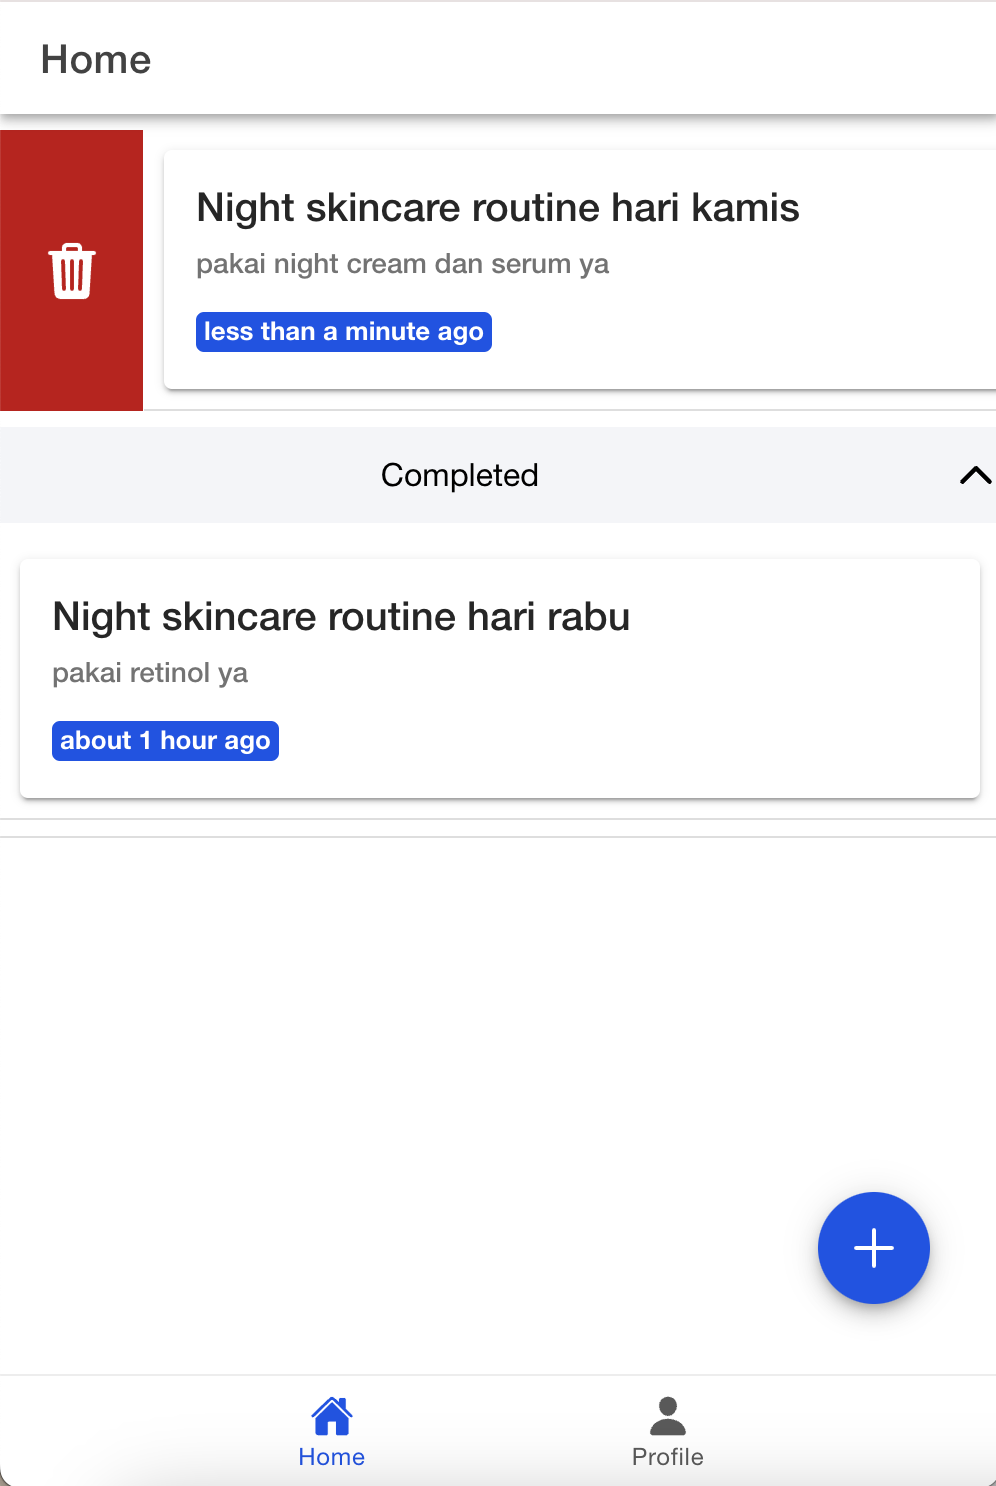 Home
Night skincare routine hari kamis
pakai night cream dan serum ya
less than a minute ago
Completed
Night skincare routine hari rabu
pakai retinol ya
about 1 hour ago
Home
Profile